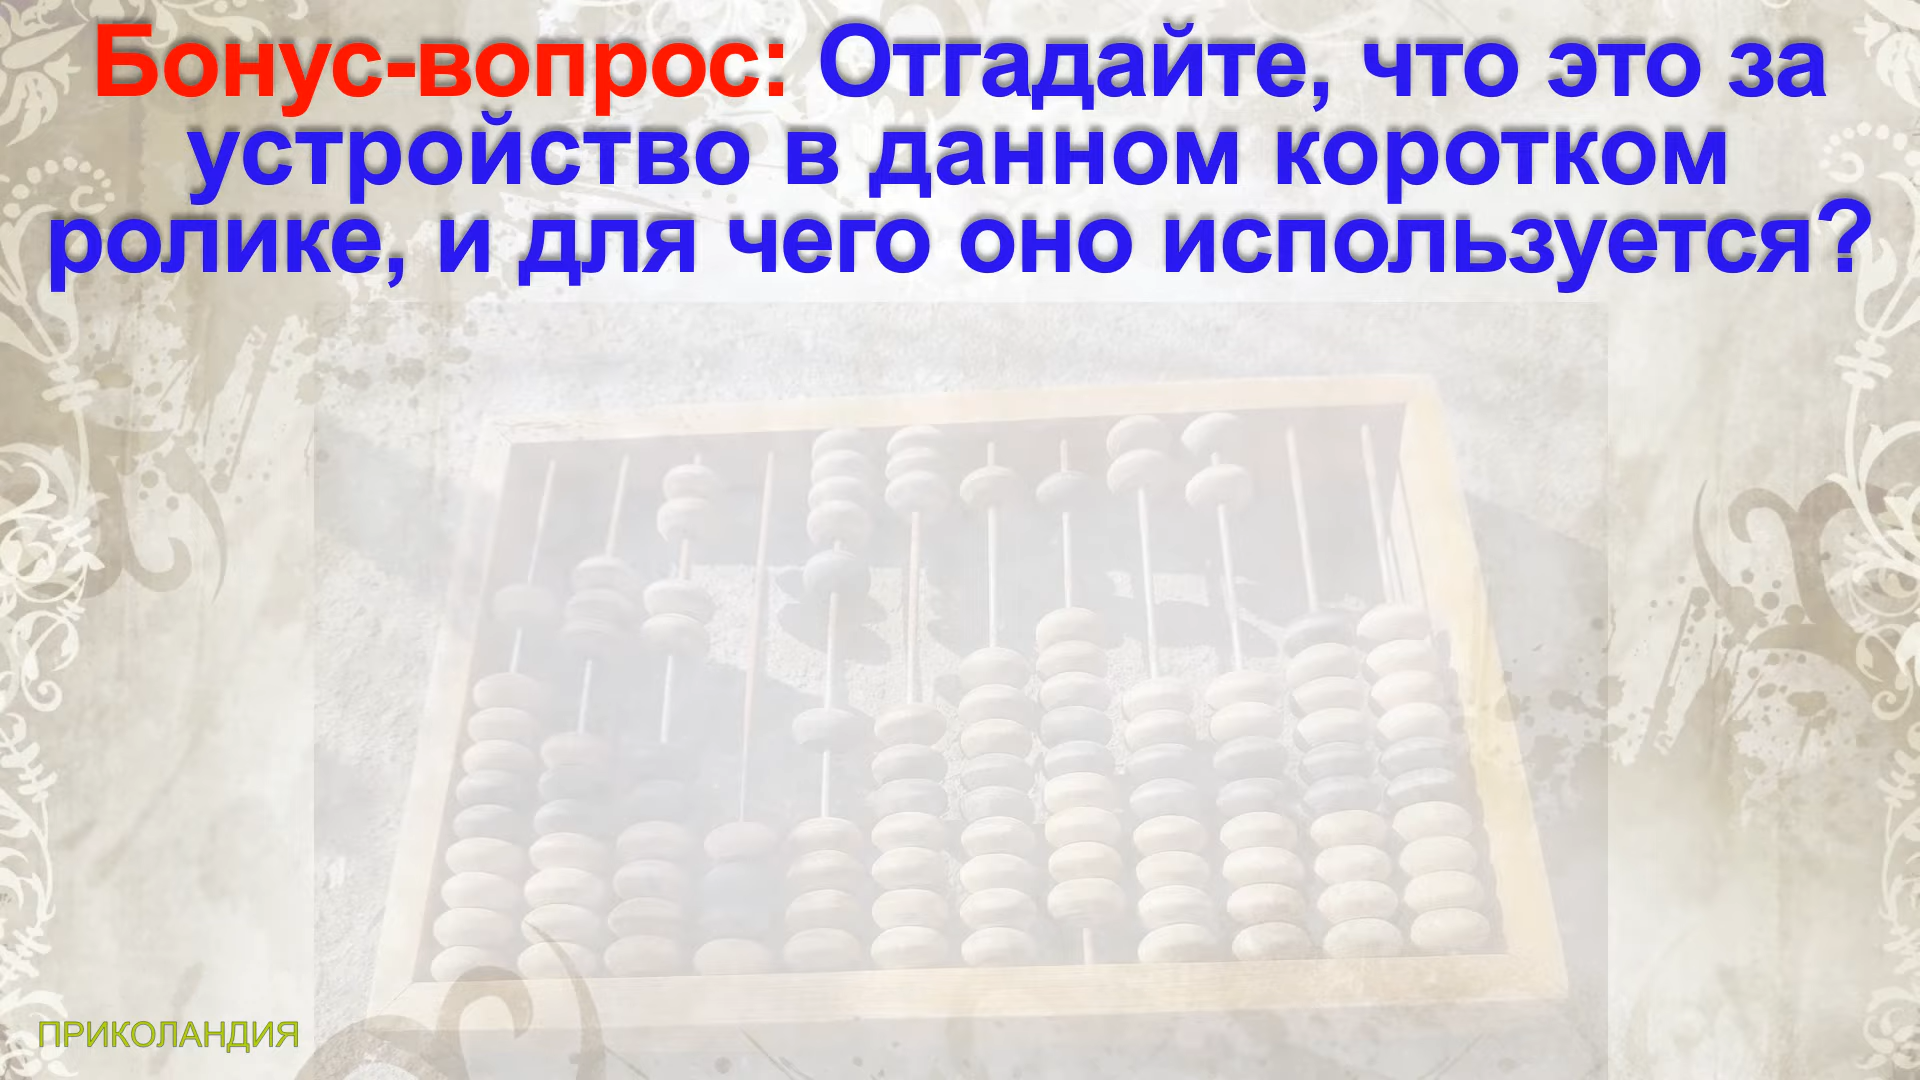 Бонус-вопрос: Отгадайте, что это за
устройство в данном коротком
ролике, и для чего оно используется?
ПРИКОЛАНДИЯ